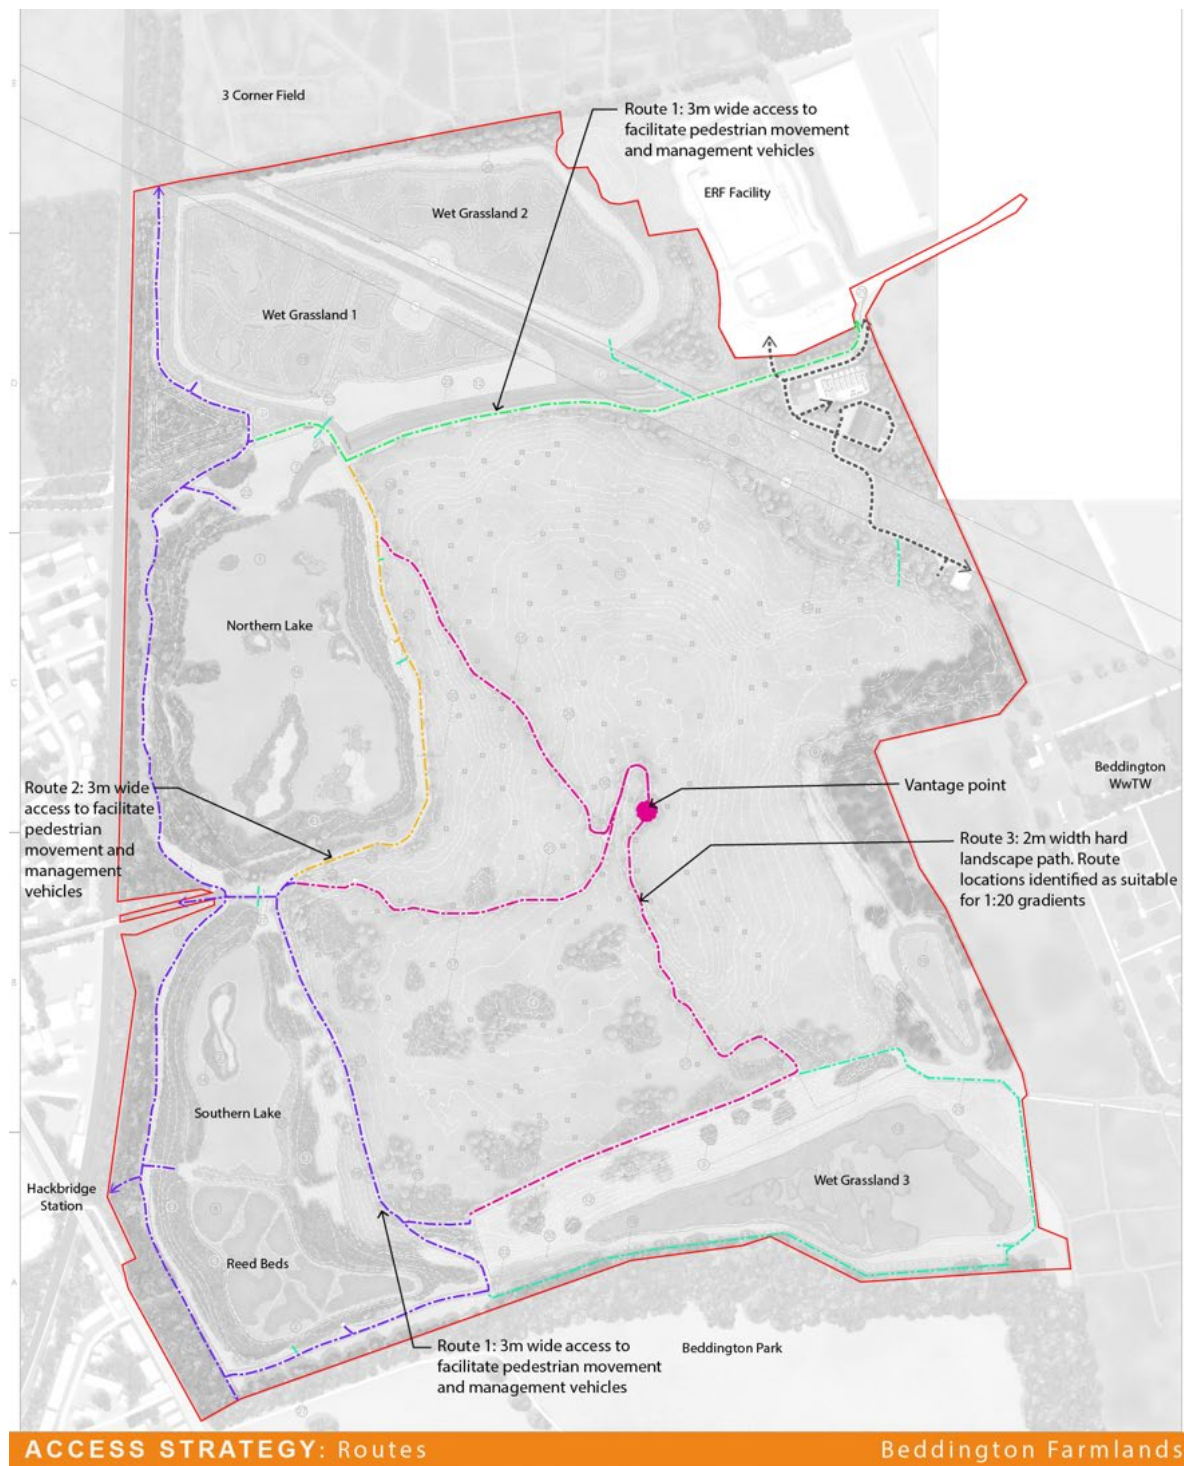 3 Corner Field
Route 1: 3m wide access to
facilitate pedestrian movement
and management vehicles
ERF Facility
Wet Grassland 2
Wet Grassland 1
Northern Lake
Route 2: 3m wide
access to facilitate
pedestrian
movement and
management
vehicles
Vantage point
Beddington
WwTW
Route 3: 2m width hard
landscape path. Route
locations identified as suitable
for 1:20 gradients
Southern Lake
Hackbridge
Station
Wet Grassland 3
Reed Beds
Route 1: 3m wide access to
facilitate pedestrian movement
and management vehicles
Beddington Park
E
D
C
B
A
ACCESS STRATEGY: Routes
Beddington Farmlands